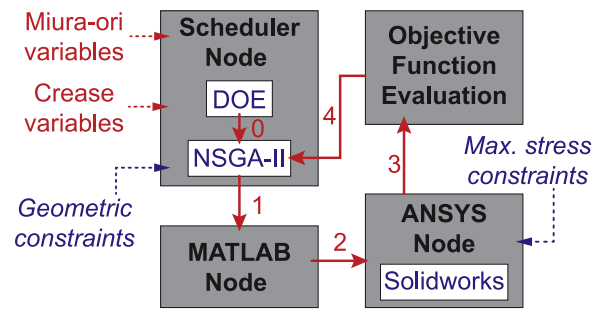 Miura-ori
variables
Crease
variables
Geometric
constraints
Scheduler
Node
DOE
0
NSGA-II
1
MATLAB
Node
2
Objective
Function
Evaluation
4
3
Max. stress
constraints
ANSYS
Node
Solidworks